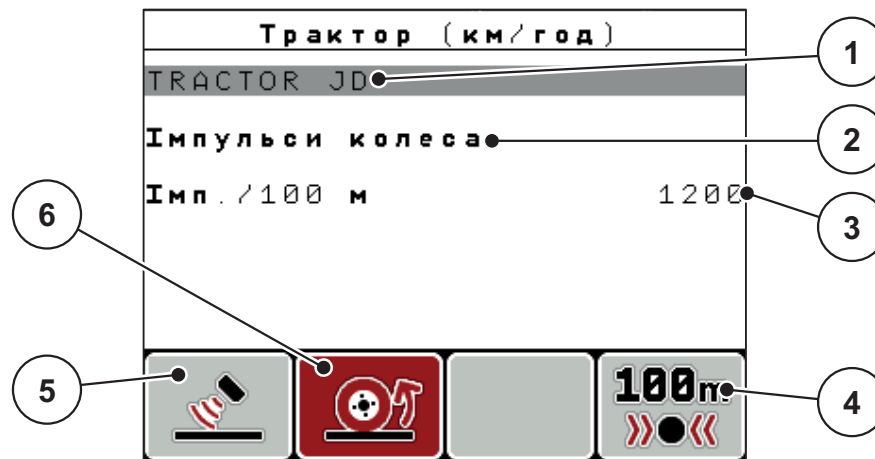 Трактор (км/год)
TRACTOR JD
Імпульси колеса
Імп./100 м 1200
100m
1
2
3
4
5
6